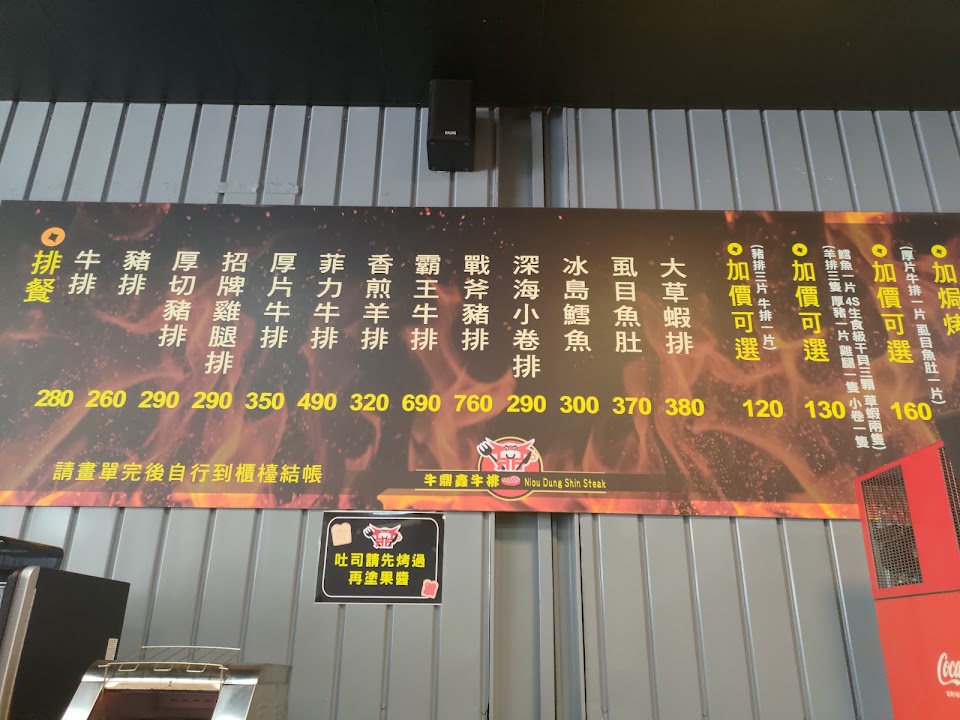 排餐
牛排
280
豬排
260
厚切豬排
290
招牌雞腿排
290
厚片牛排
350
菲力牛排
490
香煎羊排
320
霸王牛排
690
戰斧豬排
760
深海小卷排
290
冰島鱈魚
300
虱目魚肚
370
大草蝦排
380
加價可選
(豬排二片 牛排一片)
120
加價可選
鱈魚一片 4S生食級干貝三顆 草蝦兩隻)
(羊排三隻 厚豬一片 雞腿一隻 小卷一隻
130
加價可選
(厚片牛排一片 虱目魚肚一片)
160
加焗烤
請畫單完後自行到櫃檯結帳
牛鼎鑫牛排 Niou Dung Shin Steak
吐司請先烤過
再塗果醬